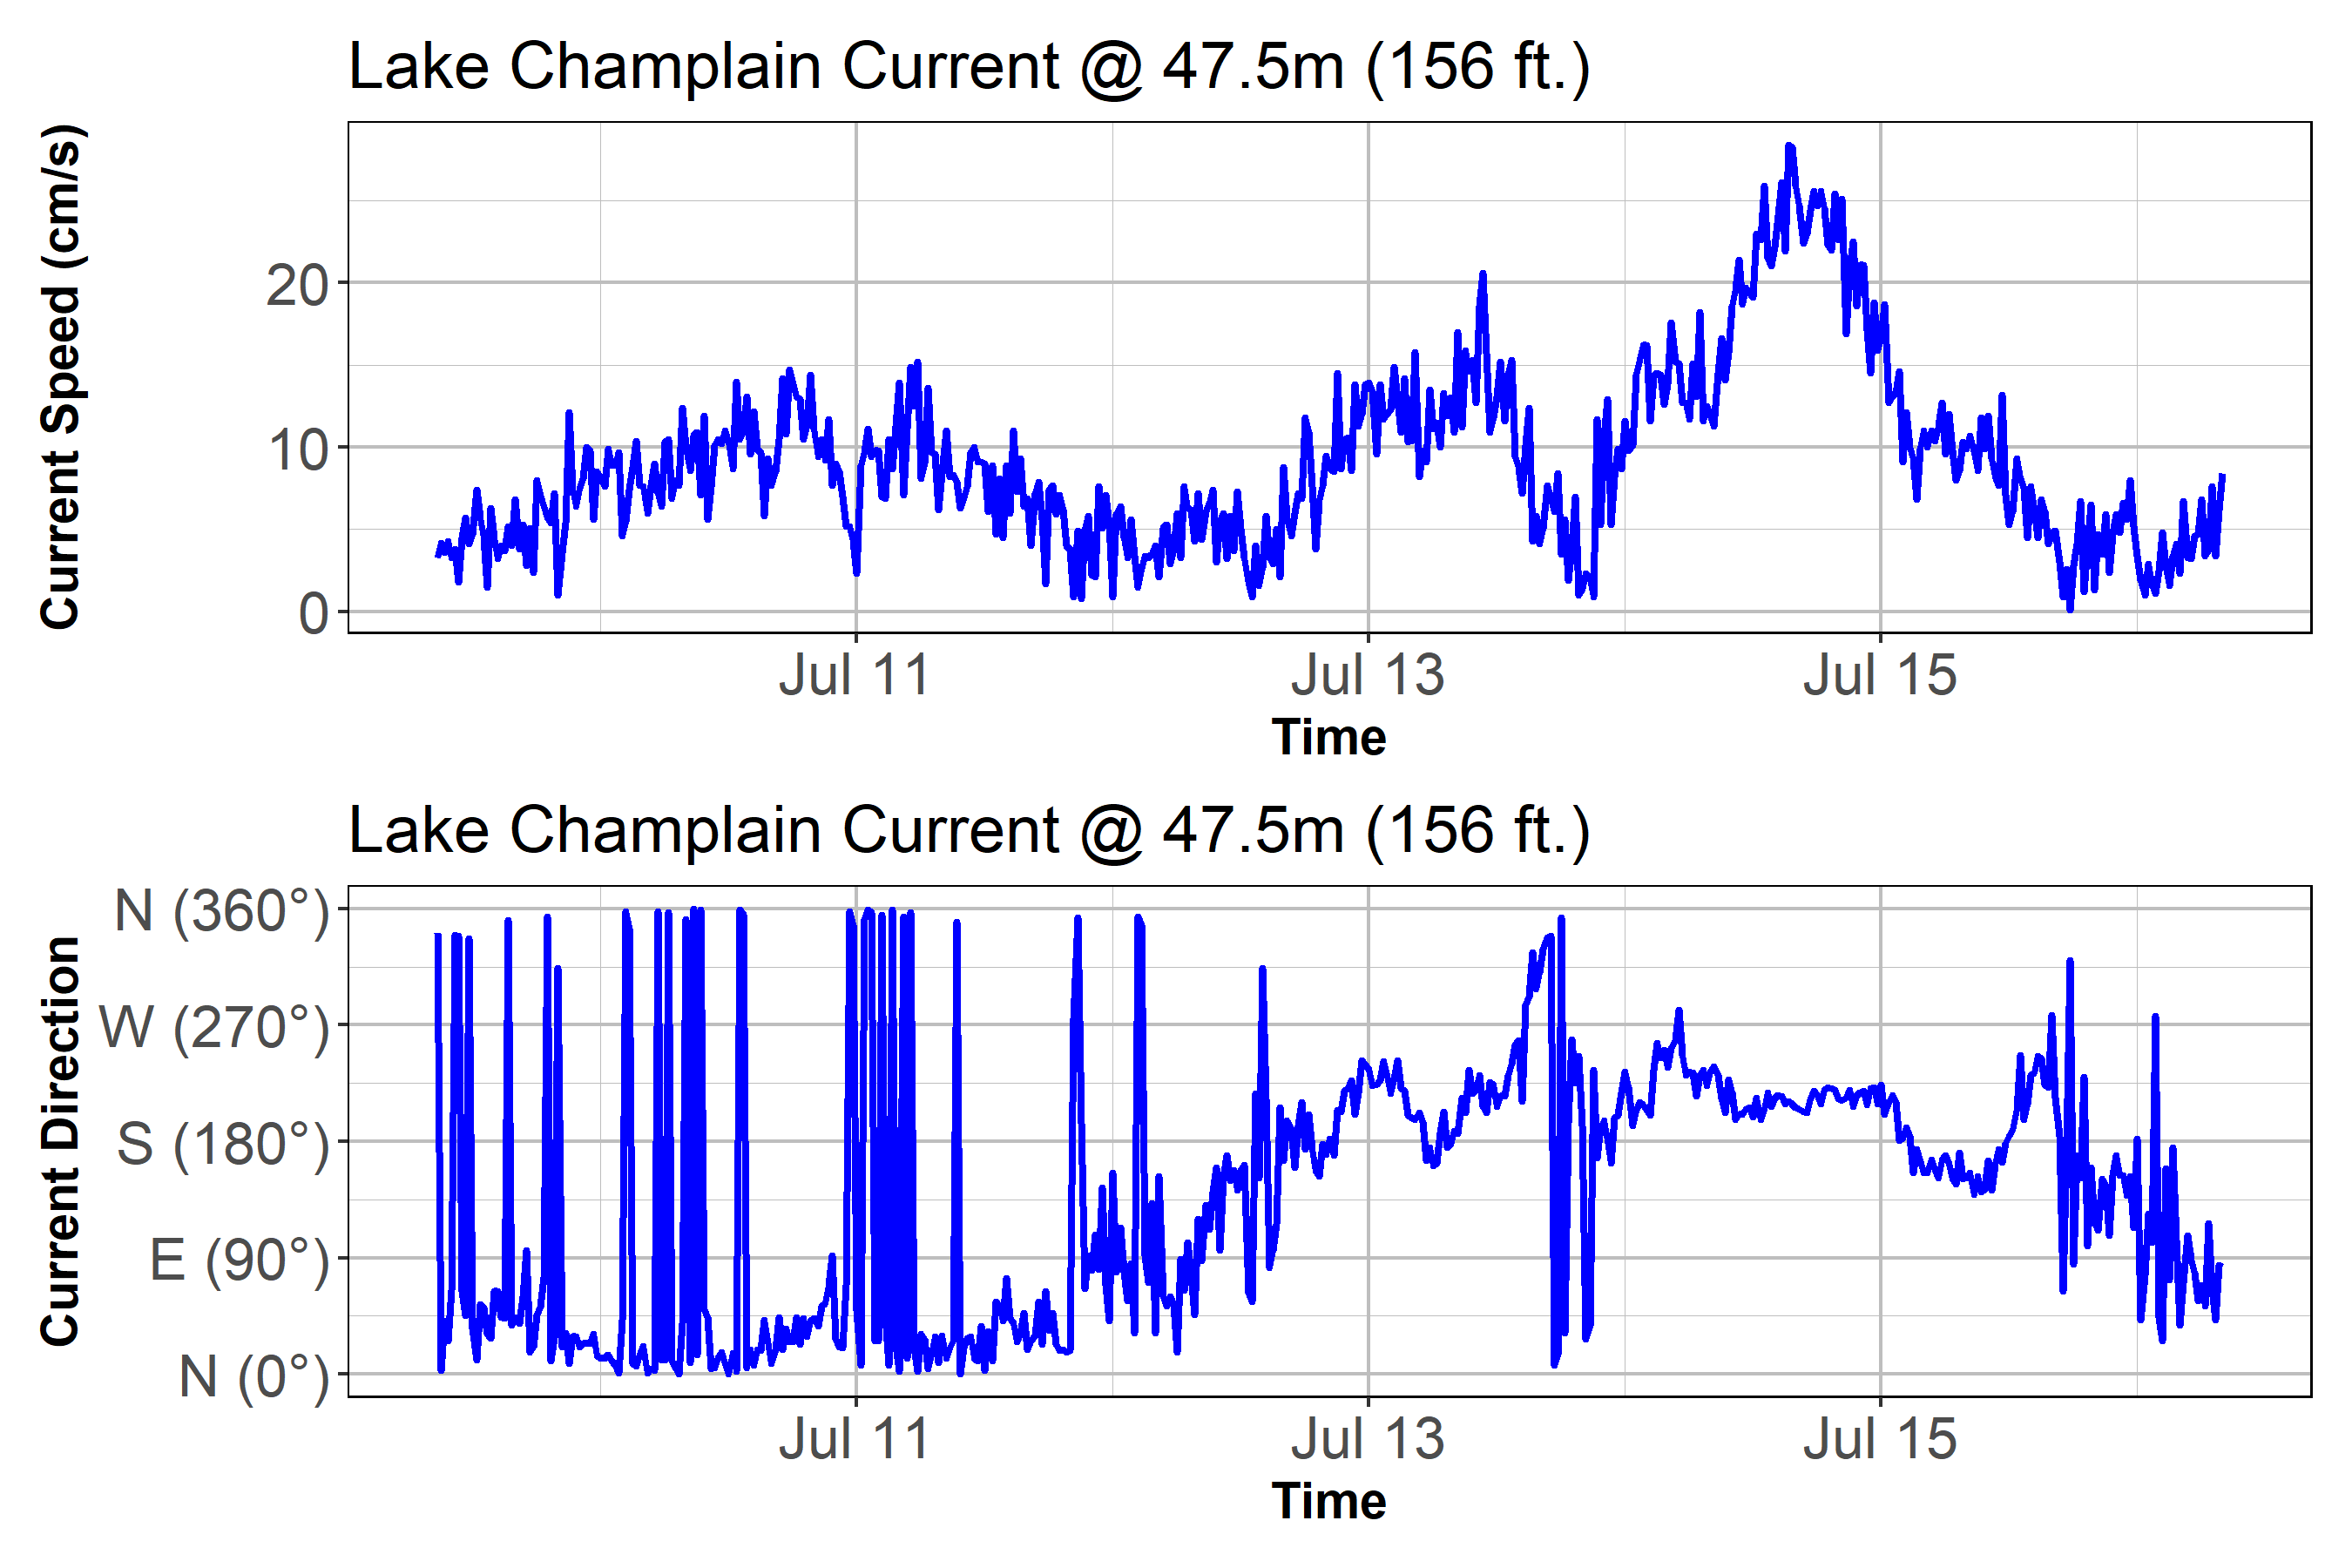 Lake Champlain Current @ 47.5m (156 ft.)
Current Speed (cm/s)
20
10
0
Jul 11
Jul 13
Jul 15
Time
Lake Champlain Current @ 47.5m (156 ft.)
Current Direction
N (360°)
W (270°)
S (180°)
E (90°)
N (0°)
Jul 11
Jul 13
Jul 15
Time